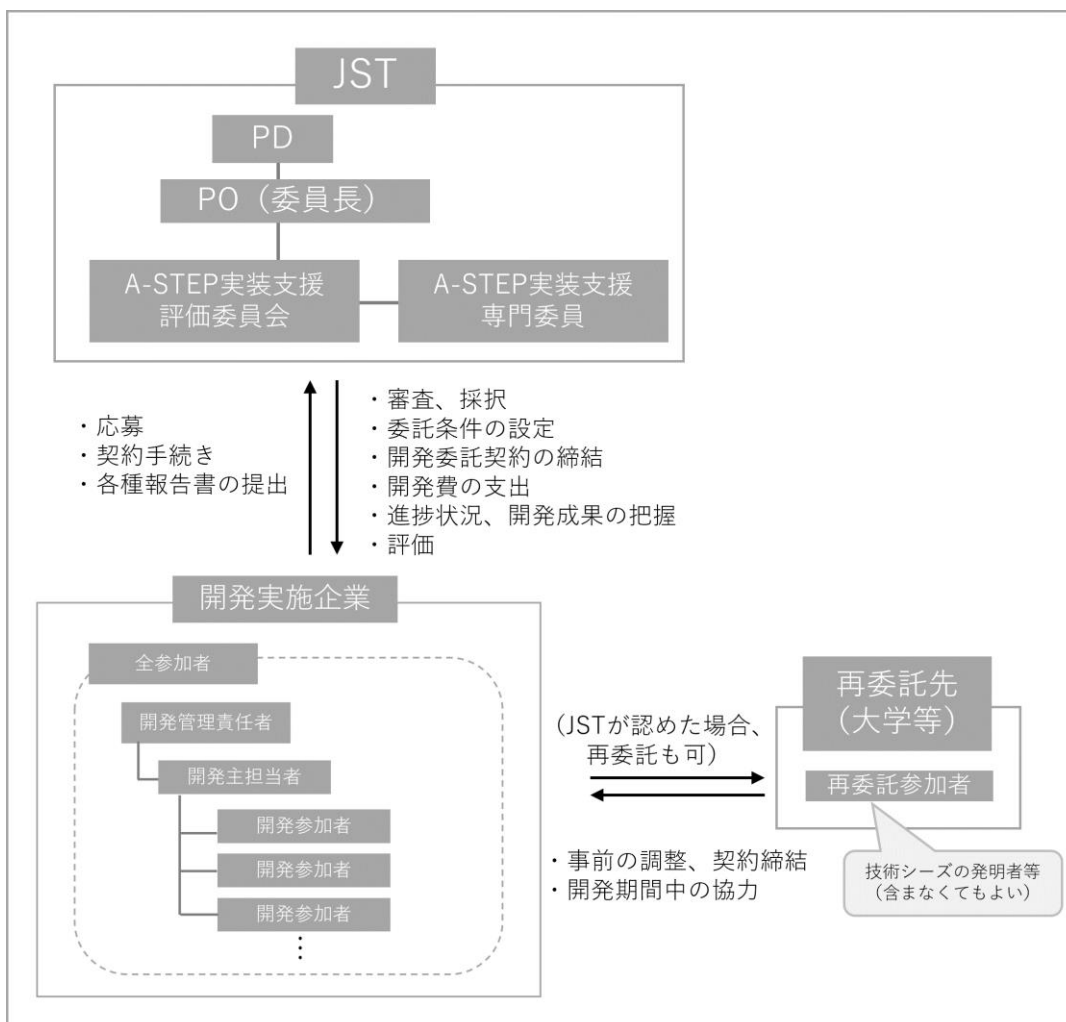 JST
PD
PO（委員長）
A-STEP実装支援
評価委員会
A-STEP実装支援
専門委員
・応募
・契約手続き
・各種報告書の提出
・審査、採択
・委託条件の設定
・開発委託契約の締結
・開発費の支出
・進捗状況、開発成果の把握
・評価
開発実施企業
全参加者
開発管理責任者
開発主担当者
開発参加者
開発参加者
開発参加者
⋮
（JSTが認めた場合、
再委託も可）
・事前の調整、契約締結
・開発期間中の協力
再委託先
（大学等）
再委託参加者
技術シーズの発明者等
（含まなくてもよい）